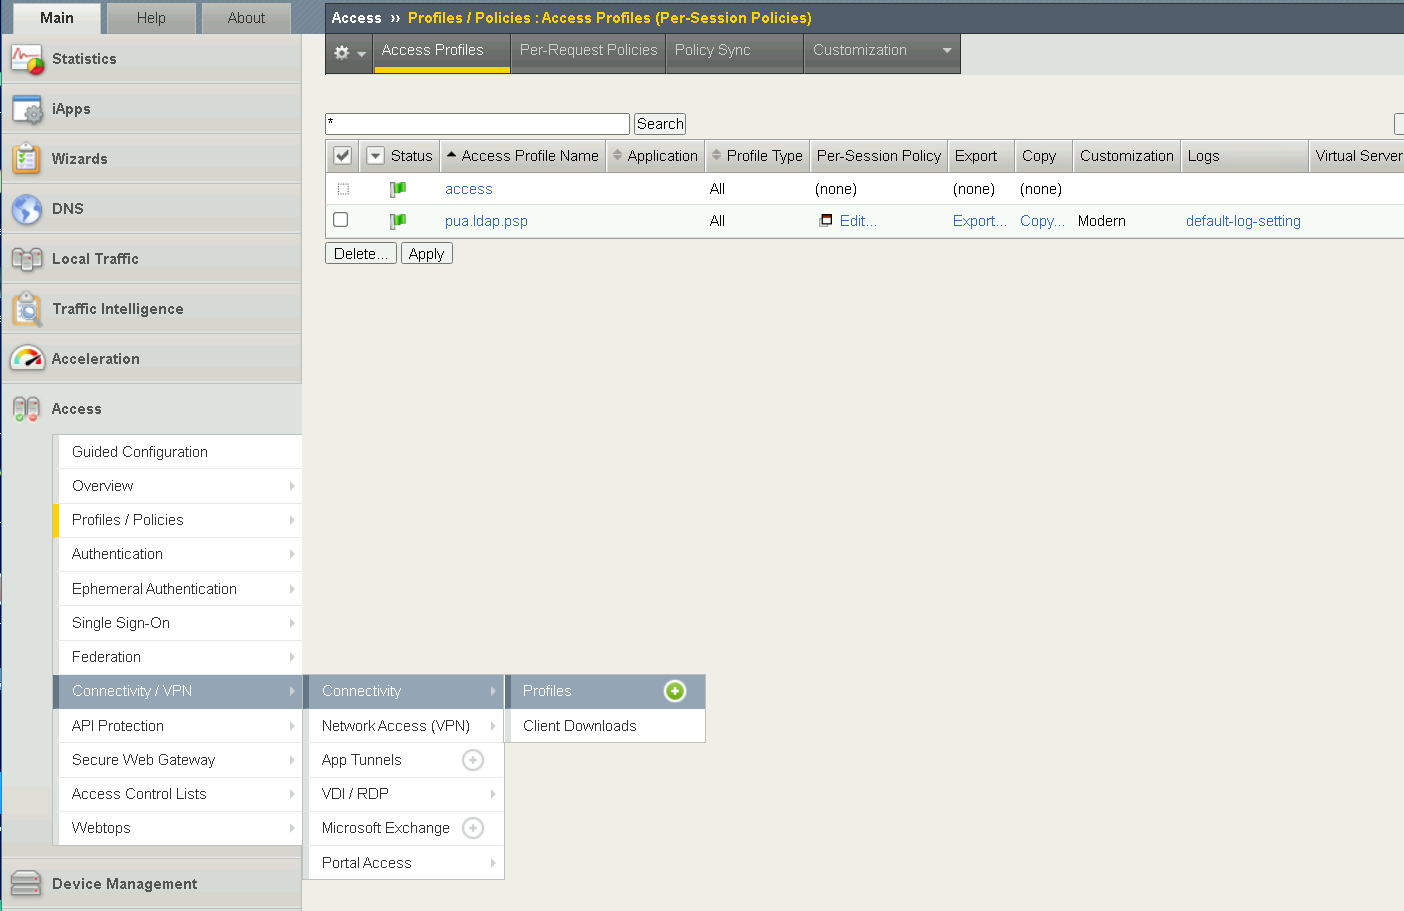 Main Help About
Access ›› Profiles / Policies : Access Profiles (Per-Session Policies)
Access Profiles Per-Request Policies Policy Sync Customization
Statistics
iApps
Wizards
DNS
Local Traffic
Traffic Intelligence
Acceleration
Access
Guided Configuration
Overview
Profiles / Policies
Authentication
Ephemeral Authentication
Single Sign-On
Federation
Connectivity / VPN
API Protection
Secure Web Gateway
Access Control Lists
Webtops
Device Management
Connectivity
Network Access (VPN)
App Tunnels
VDI / RDP
Microsoft Exchange
Portal Access
Profiles
Client Downloads
* Search
Status Access Profile Name Application Profile Type Per-Session Policy Export Copy Customization Logs Virtual Server
access All (none) (none) (none)
pua.ldap.psp All Edit... Export... Copy... Modern default-log-setting
Delete... Apply